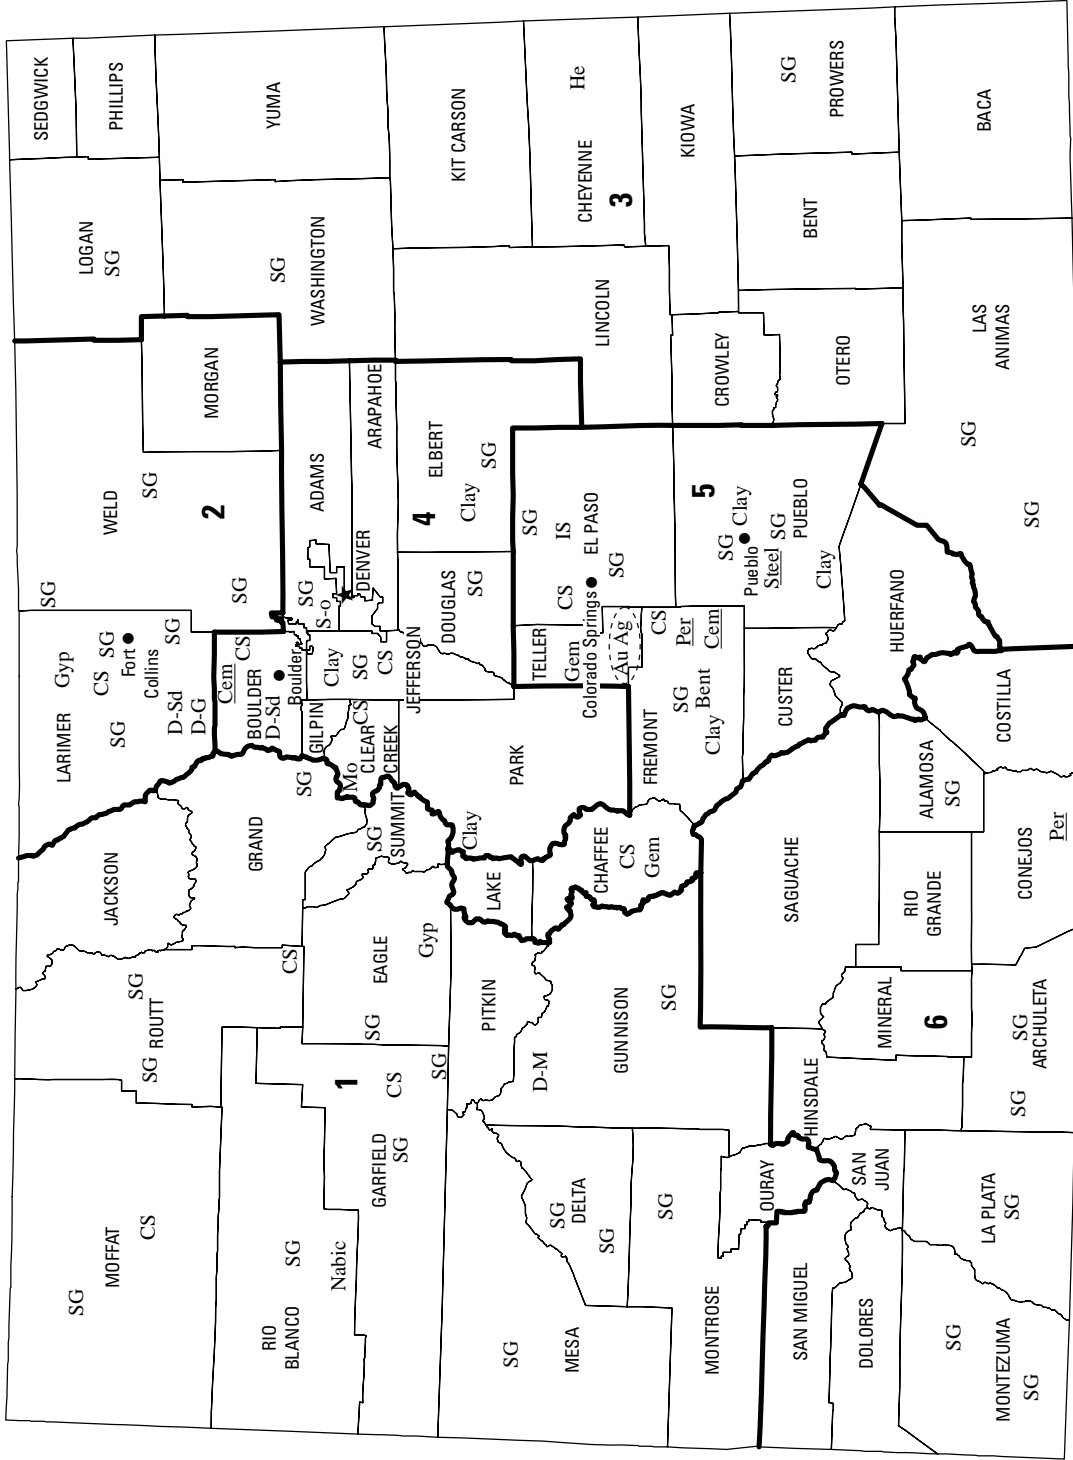 MOFFAT
SG
CS
SG
ROUTT
SG
CS
JACKSON
LARIMER
SG
Gyp
CS
SG
Fort
Collins
SG
D-Sd
D-G
WELD
SG
SG
SG
2
MORGAN
LOGAN
SG
SEDGWICK
PHILLIPS
RIO
BLANCO
SG
Nabic
GRAND
SG
BOULDER
Cem
CS
D-Sd
Boulder
GILPIN
WASHINGTON
SG
YUMA
1
GARFIELD
SG
CS
SG
EAGLE
SG
Gyp
SUMMIT
SG
CLEAR
CREEK
Mo
CS
JEFFERSON
Clay
SG
CS
ADAMS
SG
S-o
DENVER
ARAPAHOE
MESA
SG
PITKIN
LAKE
PARK
Clay
DOUGLAS
SG
4
ELBERT
Clay
SG
KIT CARSON
DELTA
SG
SG
GUNNISON
D-M
SG
CHAFFEE
CS
Gem
TELLER
Gem
Au Ag
EL PASO
SG
IS
CS
Colorado Springs
SG
LINCOLN
CHEYENNE
He
3
MONTROSE
SG
FREMONT
SG
Bent
Clay
CS
Per
Cem
5
PUEBLO
SG
Clay
Pueblo
Steel
SG
Clay
CROWLEY
KIOWA
OURAY
SAN MIGUEL
HINSDALE
SAGUACHE
CUSTER
OTERO
BENT
PROWERS
SG
DOLORES
SAN
JUAN
MINERAL
6
RIO
GRANDE
ALAMOSA
SG
HUERFANO
LAS
ANIMAS
SG
SG
BACA
MONTEZUMA
SG
SG
LA PLATA
SG
ARCHULETA
SG
SG
CONEJOS
Per
COSTILLA